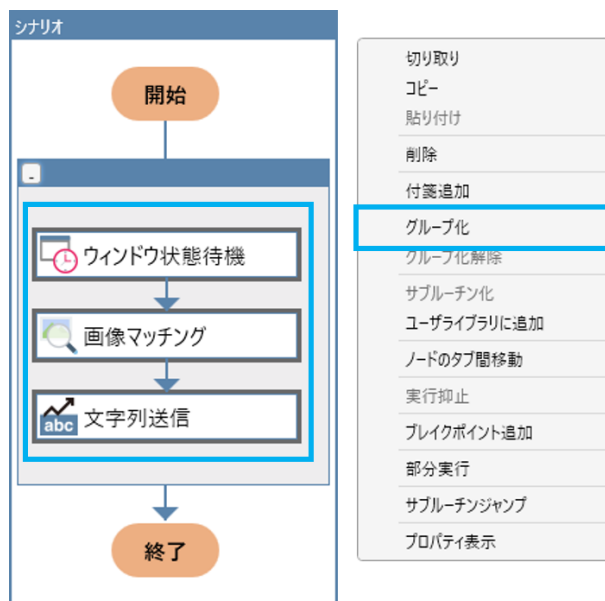 シナリオ
開始
ウィンドウ状態待機
画像マッチング
abc
文字列送信
終了
切り取り
コピー
貼り付け
削除
付箋追加
グループ化
グループ化解除
サブルーチン化
ユーザライブラリに追加
ノードのタブ間移動
実行抑止
ブレイクポイント追加
部分実行
サブルーチンジャンプ
プロパティ表示